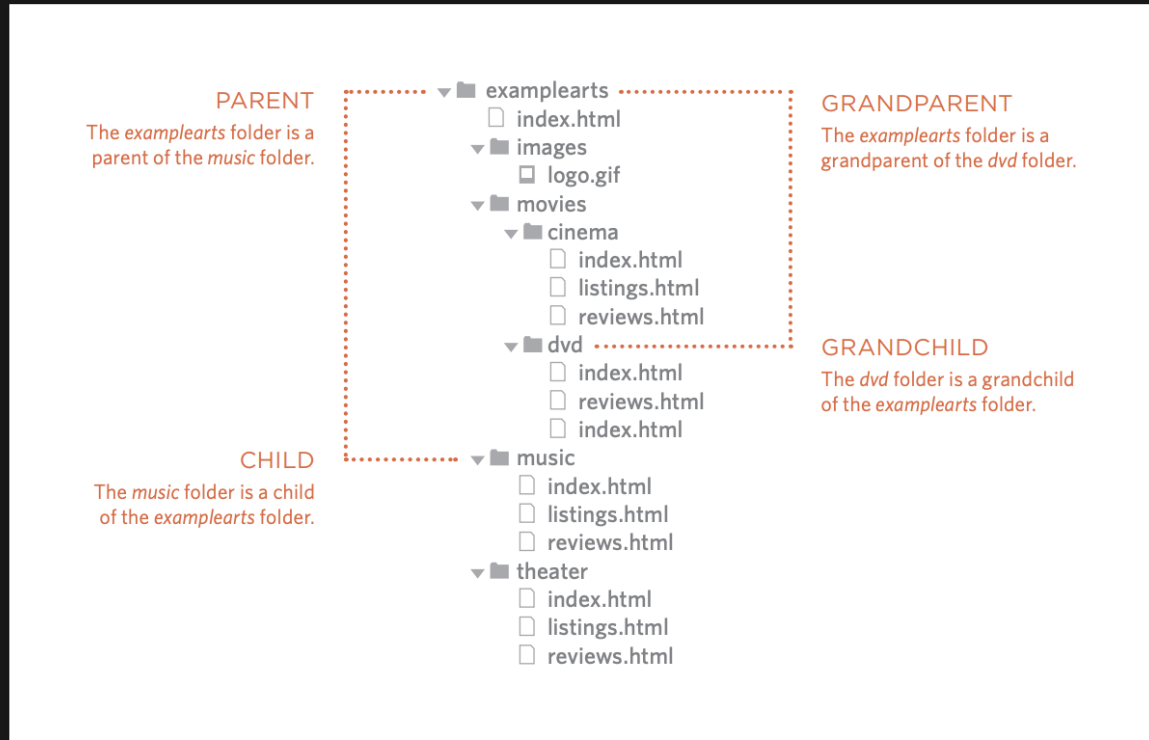 PARENT
The examplearts folder is a
parent of the music folder.
examplearts
index.html
images
logo.gif
movies
cinema
index.html
listings.html
reviews.html
dvd
index.html
reviews.html
index.html
music
index.html
listings.html
reviews.html
theater
index.html
listings.html
reviews.html
GRANDPARENT
The examplearts folder is a
grandparent of the dvd folder.
GRANDCHILD
The dvd folder is a grandchild
of the examplearts folder.
CHILD
The music folder is a child
of the examplearts folder.